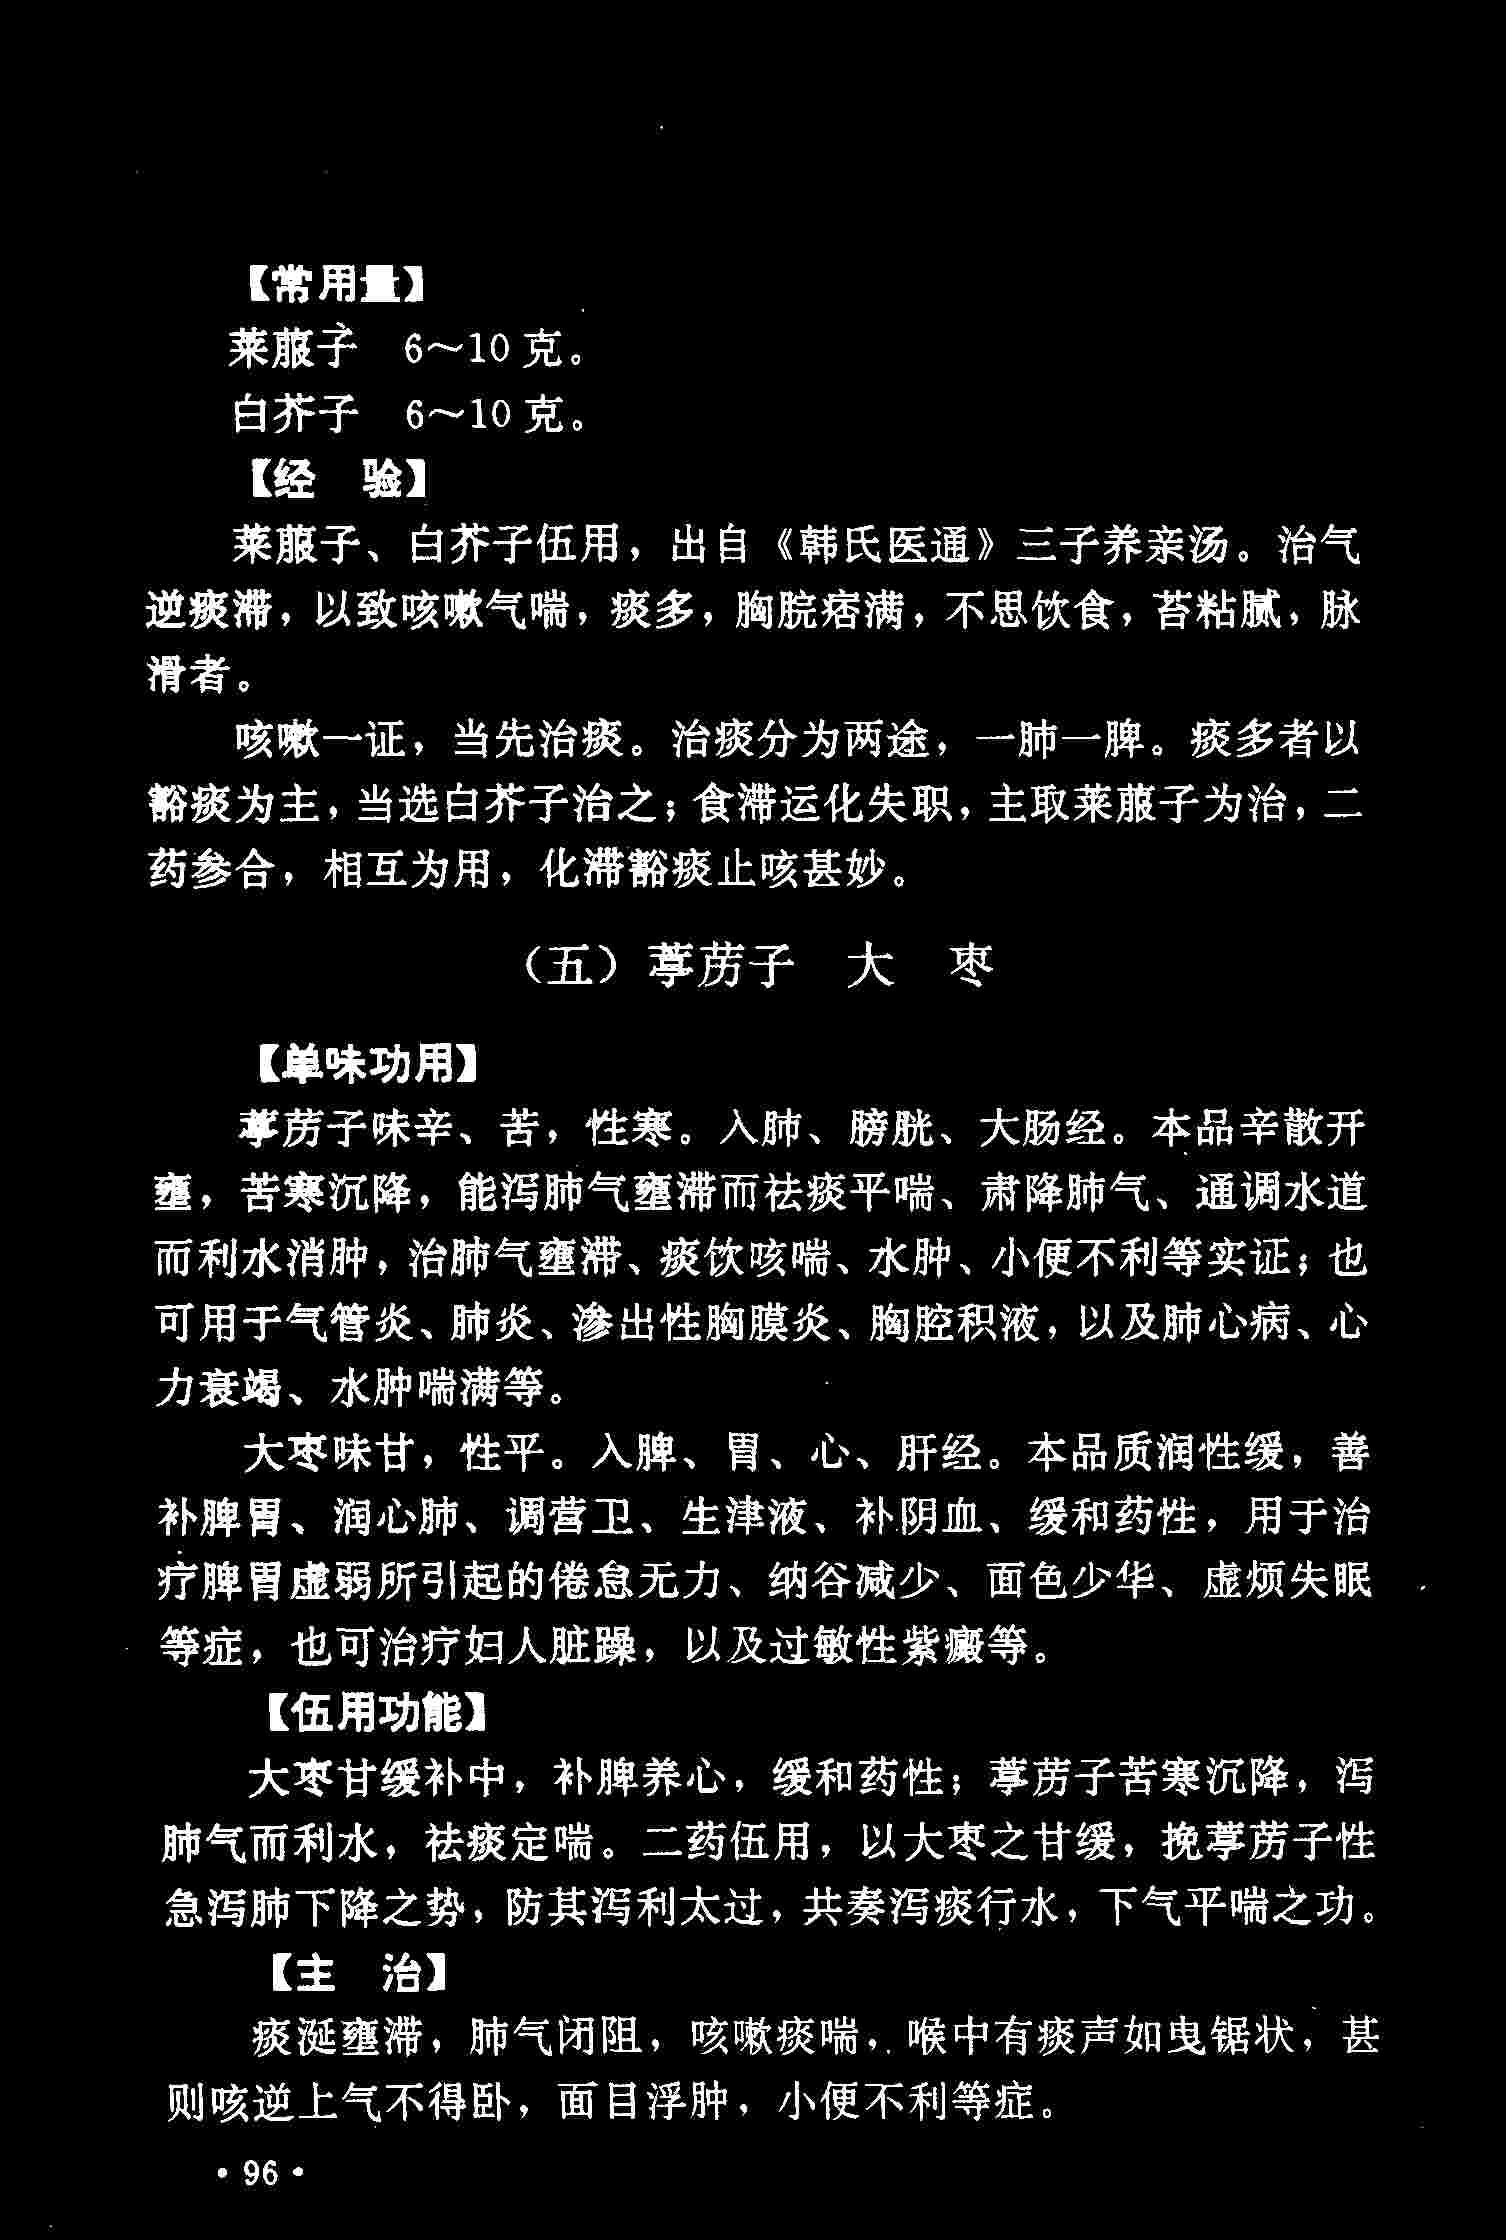 【常用量】
莱菔子　6～10克。
白芥子　6～10克。
【经　验】
莱菔子、白芥子伍用，出自《韩氏医通》三子养亲汤。治气
逆痰滞，以致咳嗽气喘，痰多，胸脘痞满，不思饮食，苔粘腻，脉
滑者。
咳嗽一证，当先治痰。治痰分为两途，一肺一脾。痰多者以
豁痰为主，当选白芥子治之；食滞运化失职，主取莱菔子为治，二
药参合，相互为用，化滞豁痰止咳甚妙。
（五）葶苈子　大　枣
【单味功用】
葶苈子味辛、苦，性寒。入肺、膀胱、大肠经。本品辛散开
壅，苦寒沉降，能泻肺气壅滞而祛痰平喘、肃降肺气、通调水道
而利水消肿，治肺气壅滞、痰饮咳喘、水肿、小便不利等实证；也
可用于气管炎、肺炎、渗出性胸膜炎、胸腔积液，以及肺心病、心
力衰竭、水肿喘满等。
大枣味甘，性平。入脾、胃、心、肝经。本品质润性缓，善
补脾胃、润心肺、调营卫、生津液、补阴血、缓和药性，用于治
疗脾胃虚弱所引起的倦怠无力、纳谷减少、面色少华、虚烦失眠
等症，也可治疗妇人脏躁，以及过敏性紫癜等。
【伍用功能】
大枣甘缓补中，补脾养心，缓和药性；葶苈子苦寒沉降，泻
肺气而利水，祛痰定喘。二药伍用，以大枣之甘缓，挽葶苈子性
急泻肺下降之势，防其泻利太过，共奏泻痰行水，下气平喘之功。
【主　治】
痰涎壅滞，肺气闭阻，咳嗽痰喘，喉中有痰声如曳锯状，甚
则咳逆上气不得卧，面目浮肿，小便不利等症。
·96·